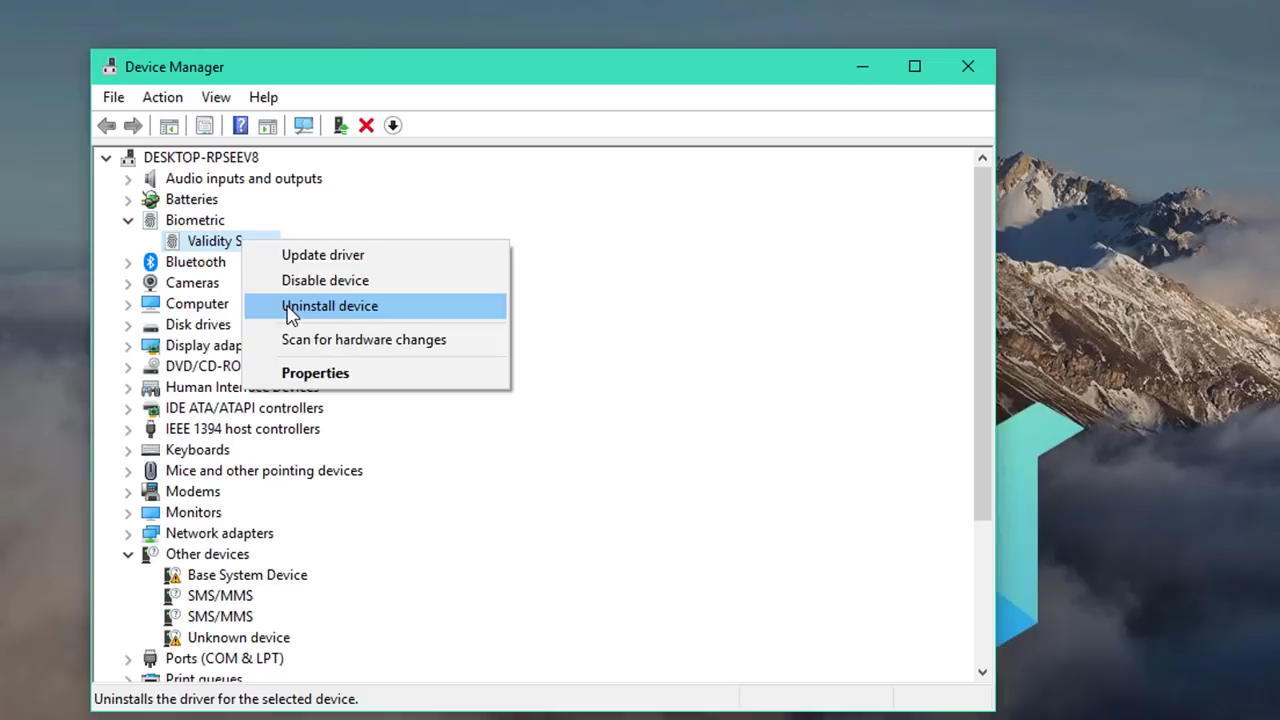 Device Manager
File Action View Help
DESKTOP-RPSEEV8
Audio inputs and outputs
Batteries
Biometric
Validity S
Update driver
Bluetooth
Disable device
Cameras
Computer
Uninstall device
Disk drives
Scan for hardware changes
Display adap
DVD/CD-RO
Properties
Human Interface Devices
IDE ATA/ATAPI controllers
IEEE 1394 host controllers
Keyboards
Mice and other pointing devices
Modems
Monitors
Network adapters
Other devices
Base System Device
SMS/MMS
SMS/MMS
Unknown device
Ports (COM & LPT)
Print queues
Uninstalls the driver for the selected device.